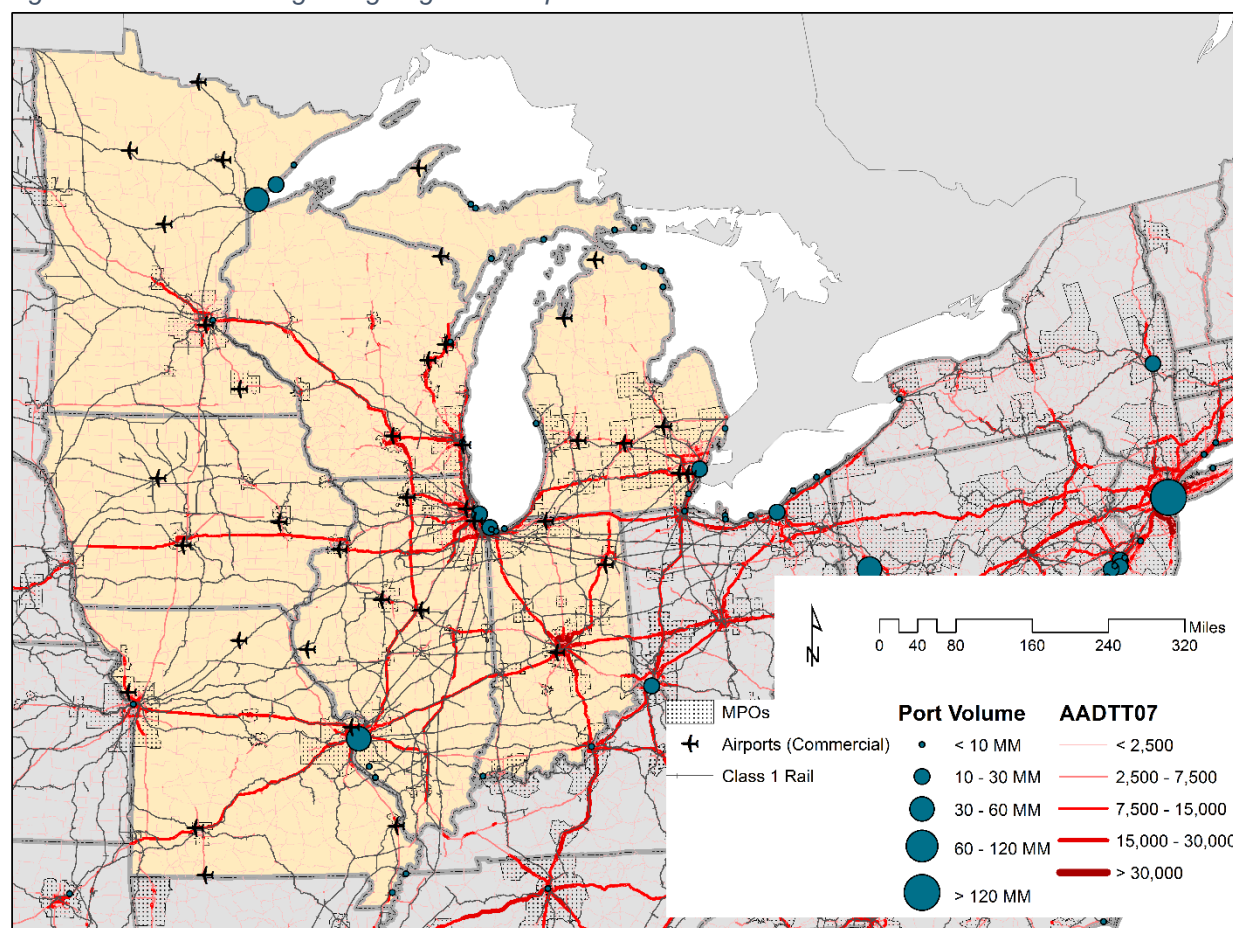 N
0 40 80 160 240 320 Miles
MPOs
Airports (Commercial)
Class 1 Rail
Port Volume
< 10 MM
10 - 30 MM
30 - 60 MM
60 - 120 MM
> 120 MM
AADTT07
< 2,500
2,500 - 7,500
7,500 - 15,000
15,000 - 30,000
> 30,000